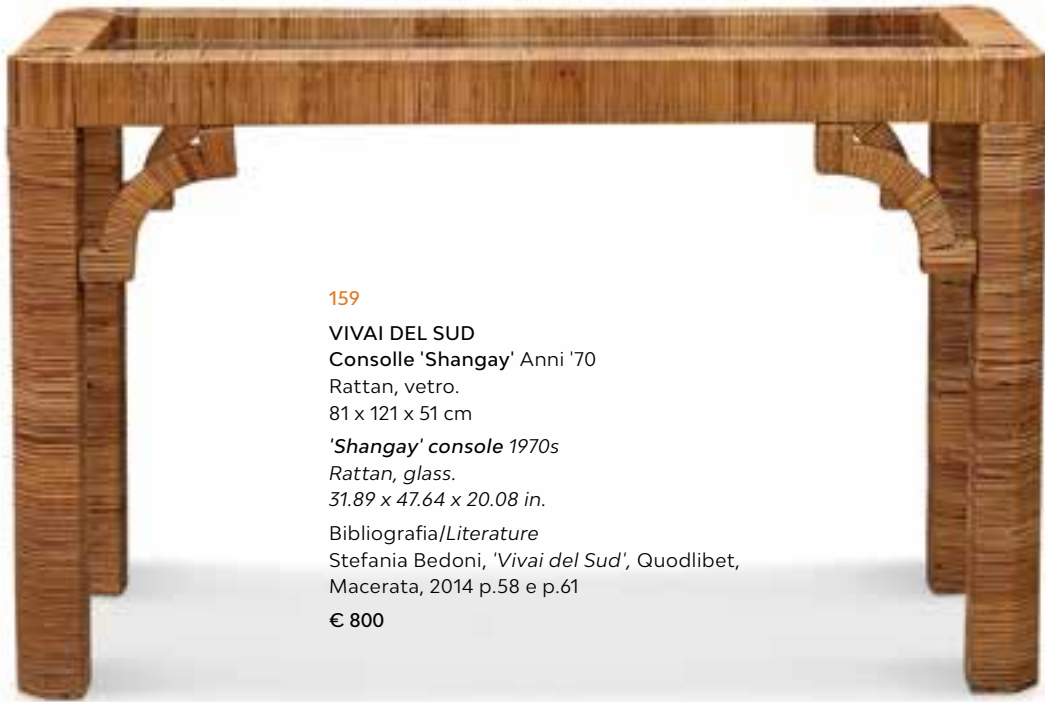 159
VIVAI DEL SUD
Consolle 'Shangay' Anni '70
Rattan, vetro.
81 x 121 x 51 cm
'Shangay' console 1970s
Rattan, glass.
31.89 x 47.64 x 20.08 in.
Bibliografia/Literature
Stefania Bedoni, 'Vivai del Sud', Quodlibet,
Macerata, 2014 p.58 e p.61
€ 800